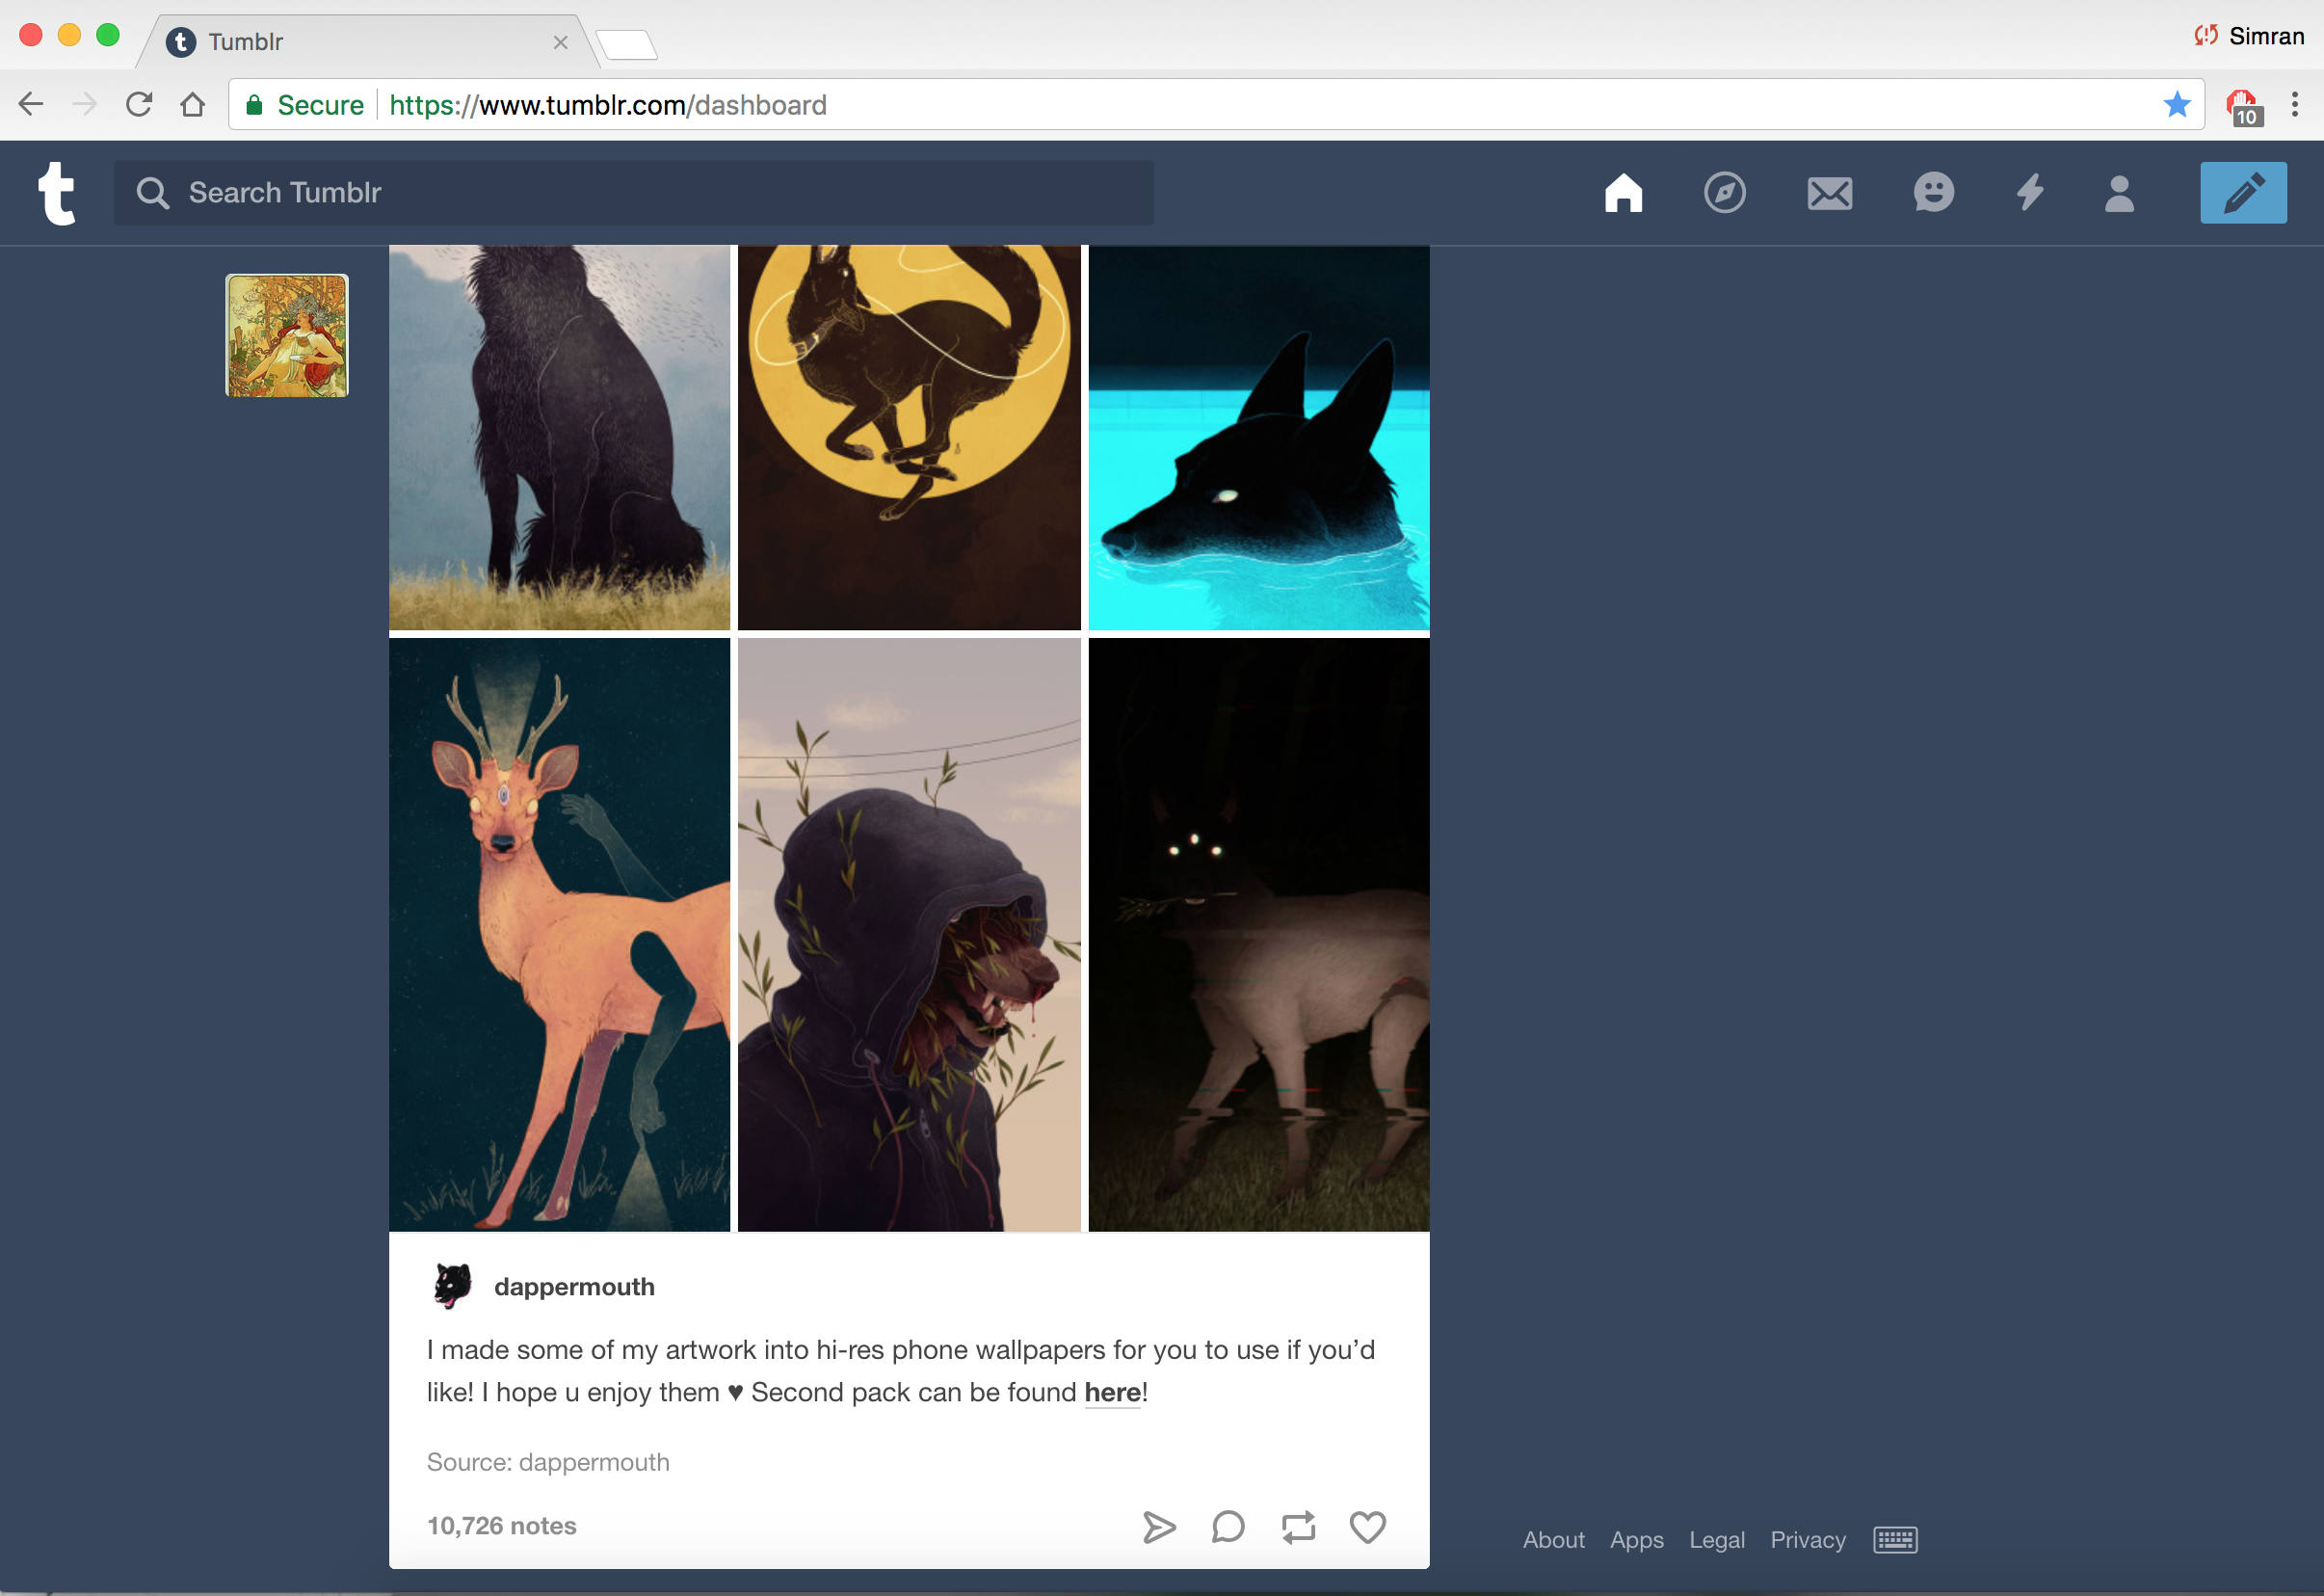 Tumblr
Simran
Secure https://www.tumblr.com/dashboard
10
t Search Tumblr
dappermouth
I made some of my artwork into hi-res phone wallpapers for you to use if you’d
like! I hope u enjoy them ♥ Second pack can be found here!
Source: dappermouth
10,726 notes
About Apps Legal Privacy